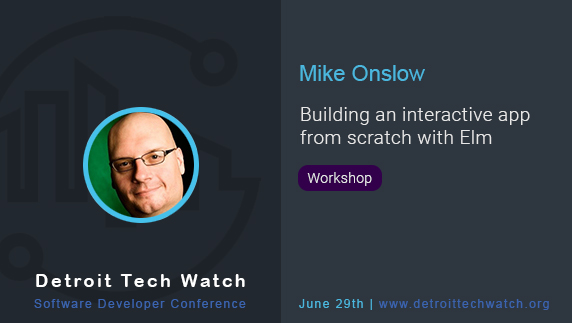 Mike Onslow
Building an interactive app
from scratch with Elm
Workshop
Detroit Tech Watch
Software Developer Conference
June 29th | www.detroittechwatch.org